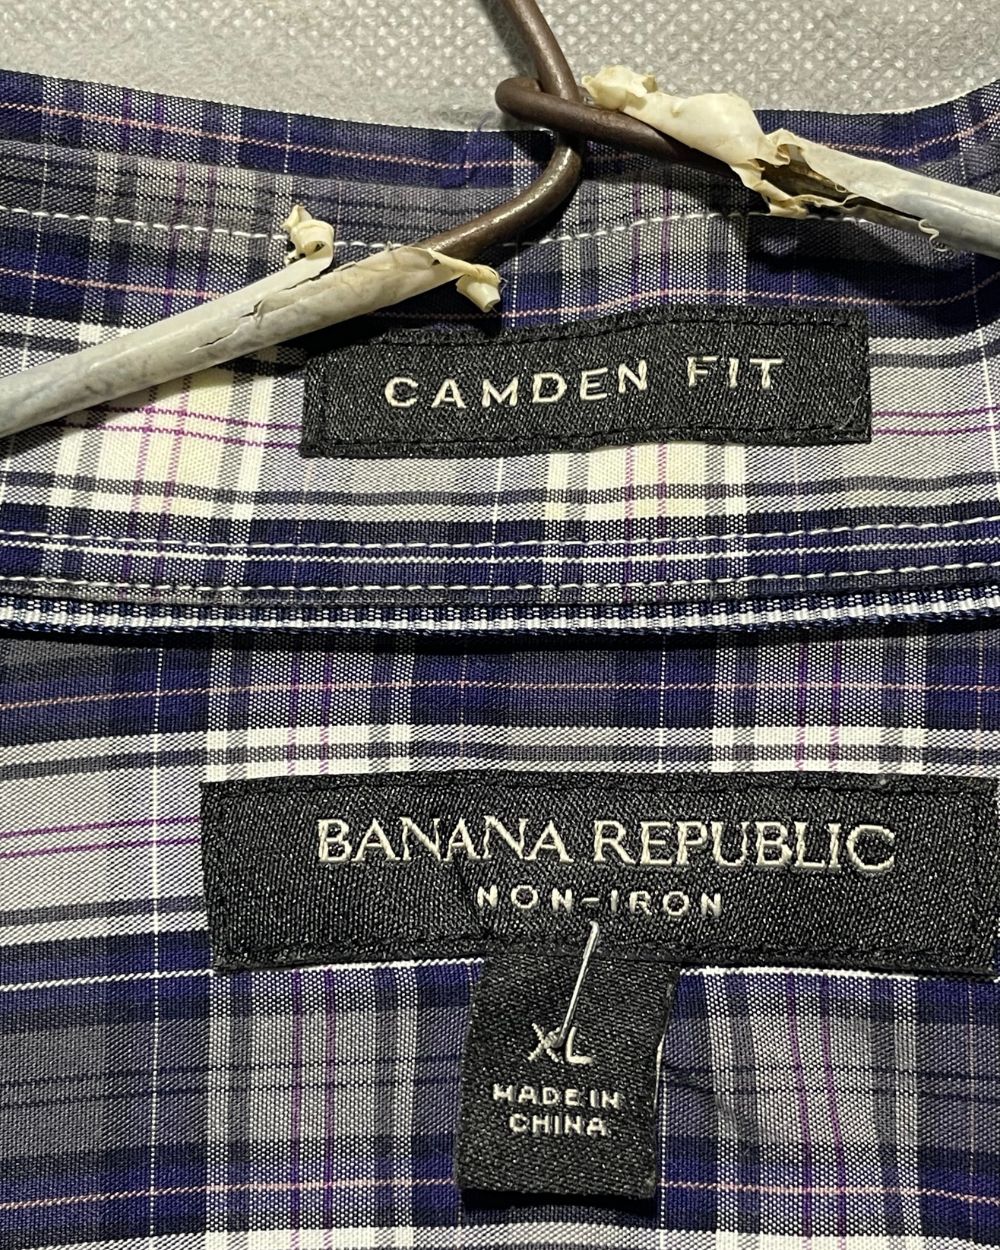 CAMDEN FIT
BANANA REPUBLIC
NON-IRON
XL
MADE IN
CHINA